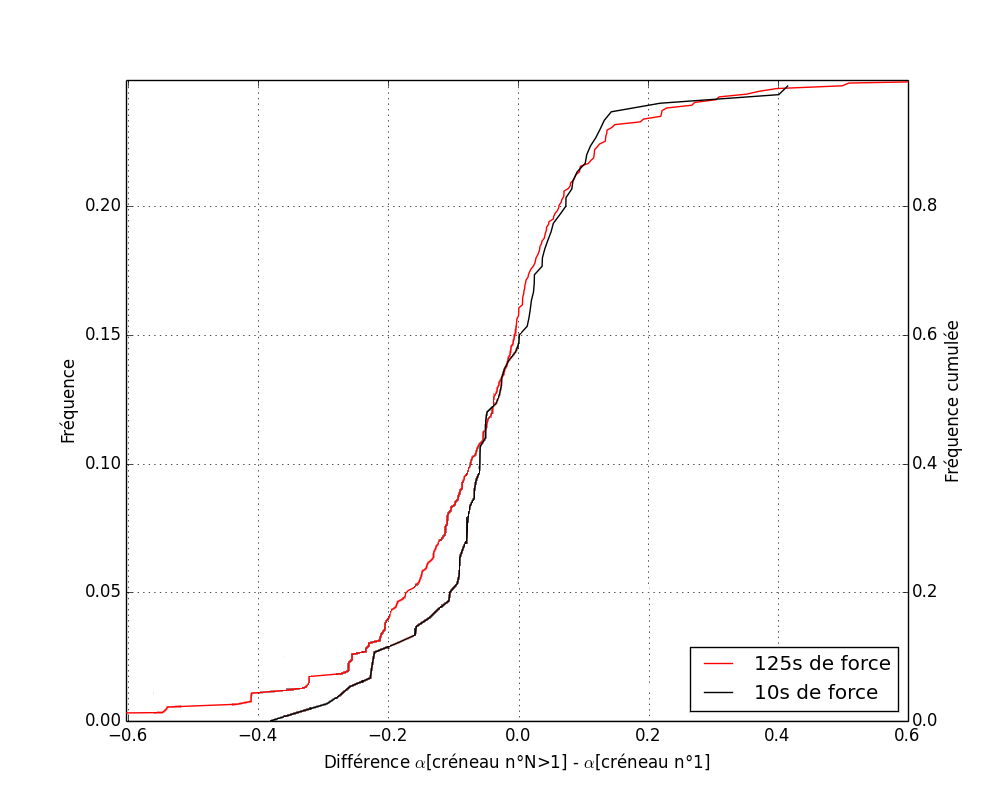 0.20
0.15
0.10
0.05
0.00
Fréquence
0.8
0.6
0.4
0.2
0.0
Fréquence cumulée
125s de force
10s de force
−0.6 −0.4 −0.2 0.0 0.2 0.4 0.6
Différence α[créneau n°N>1] - α[créneau n°1]